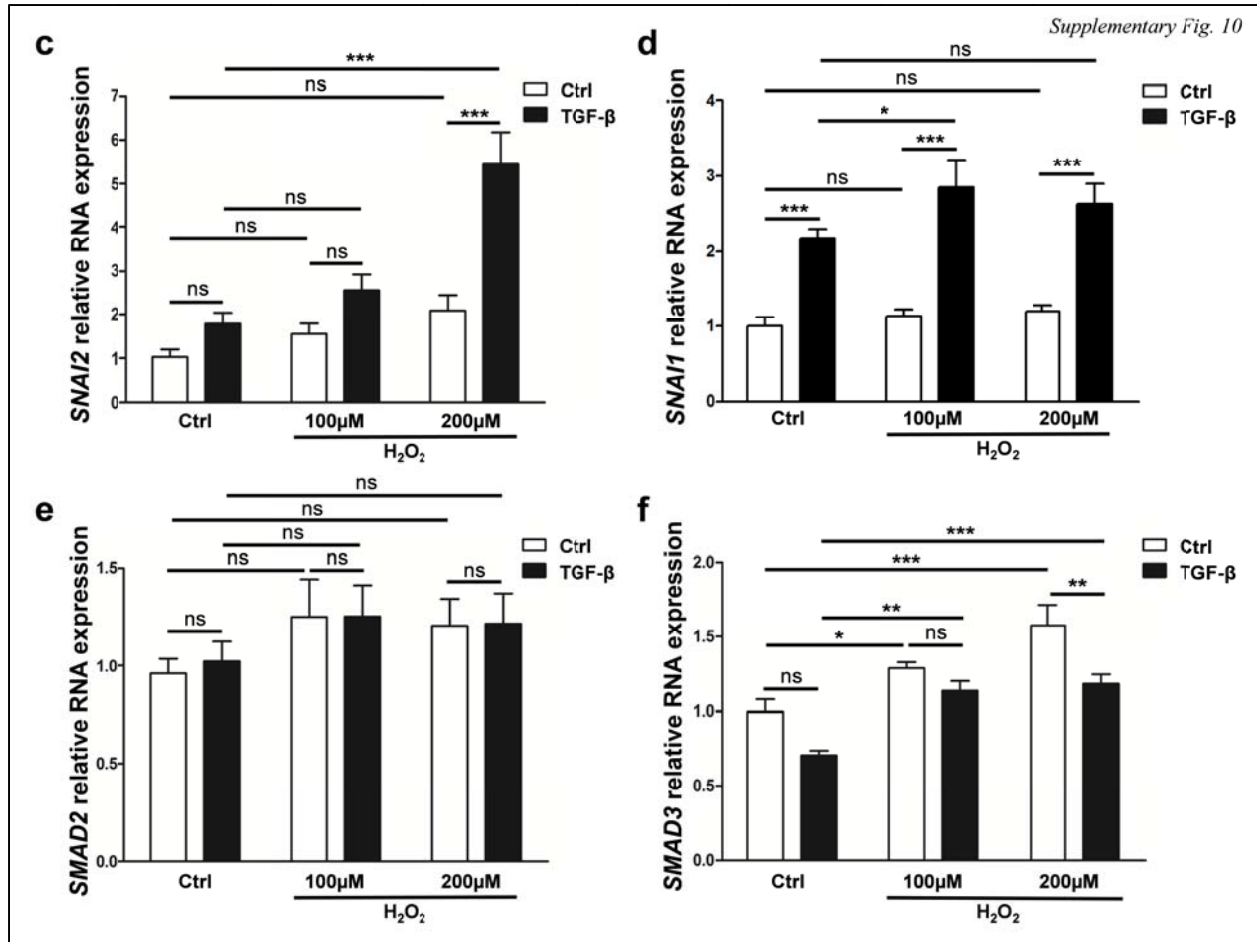 Supplementary Fig. 10
c
SNAI2 relative RNA expression
7
6
5
4
3
2
1
0
***
ns
***
ns
ns
ns
ns
Ctrl
TGF-β
Ctrl
100µM
200µM
H₂O₂
d
SNAI1 relative RNA expression
4
3
2
1
0
ns
ns
*
***
***
ns
***
Ctrl
TGF-β
Ctrl
100µM
200µM
H₂O₂
e
SMAD2 relative RNA expression
1.5
1.0
0.5
0.0
ns
ns
ns
ns
ns
ns
ns
Ctrl
TGF-β
Ctrl
100µM
200µM
H₂O₂
f
SMAD3 relative RNA expression
2.0
1.5
1.0
0.5
0.0
***
***
**
**
*
ns
ns
Ctrl
TGF-β
Ctrl
100µM
200µM
H₂O₂